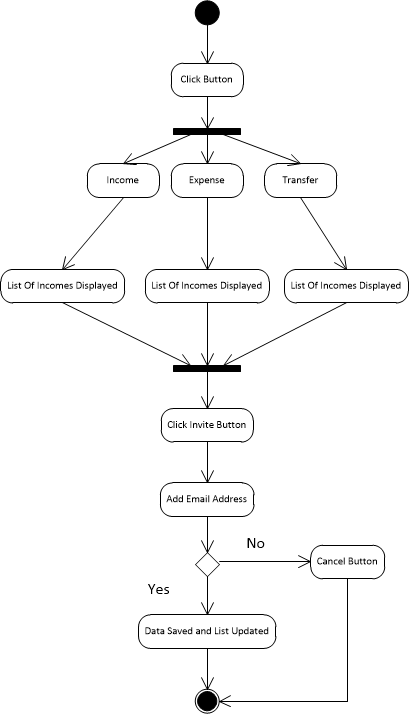 Click Button
Income
Expense
Transfer
List Of Incomes Displayed
List Of Incomes Displayed
List Of Incomes Displayed
Click Invite Button
Add Email Address
No
Cancel Button
Yes
Data Saved and List Updated